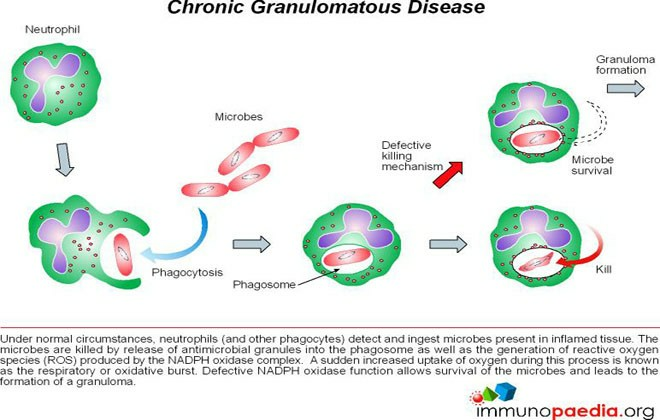 Chronic Granulomatous Disease
Neutrophil
Microbes
Granuloma
formation
Defective
killing
mechanism
Microbe
survival
Phagocytosis
Phagosome
Kill
Under normal circumstances, neutrophils (and other phagocytes) detect and ingest microbes present in inflamed tissue. The
microbes are killed by release of antimicrobial granules into the phagosome as well as the generation of reactive oxygen
species (ROS) produced by the NADPH oxidase complex. A sudden increased uptake of oxygen during this process is known
as the respiratory or oxidative burst. Defective NADPH oxidase function allows survival of the microbes and leads to the
formation of a granuloma.
immunopaedia.org